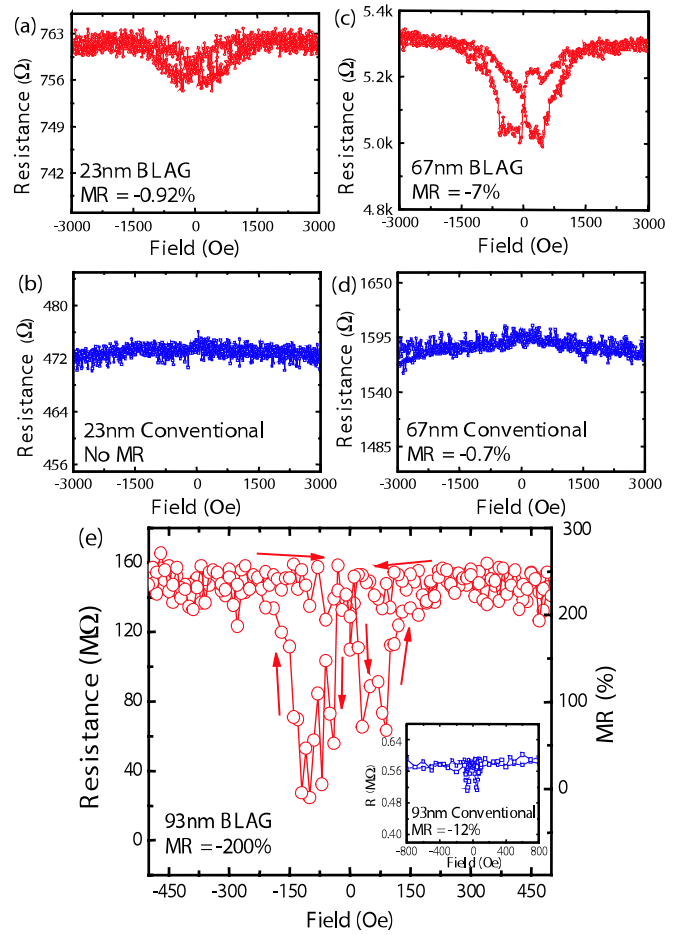 (a)
763
756
749
742
Resistance (Ω)
23nm BLAG
MR = -0.92%
-3000 -1500 0 1500 3000
Field (Oe)
(c)
5.4k
5.2k
5.0k
4.8k
Resistance (Ω)
67nm BLAG
MR = -7%
-3000 -1500 0 1500 3000
Field (Oe)
(b)
480
472
464
456
Resistance (Ω)
23nm Conventional
No MR
-3000 -1500 0 1500 3000
Field (Oe)
(d)
1650
1595
1540
1485
Resistance (Ω)
67nm Conventional
MR = -0.7%
-3000 -1500 0 1500 3000
Field (Oe)
(e)
160
120
80
40
0
Resistance (MΩ)
300
200
100
0
MR (%)
93nm BLAG
MR = -200%
0.64
0.56
0.48
0.40
R (MΩ)
93nm Conventional
MR = -12%
-800 -400 0 400 800
Field (Oe)
-450 -300 -150 0 150 300 450
Field (Oe)